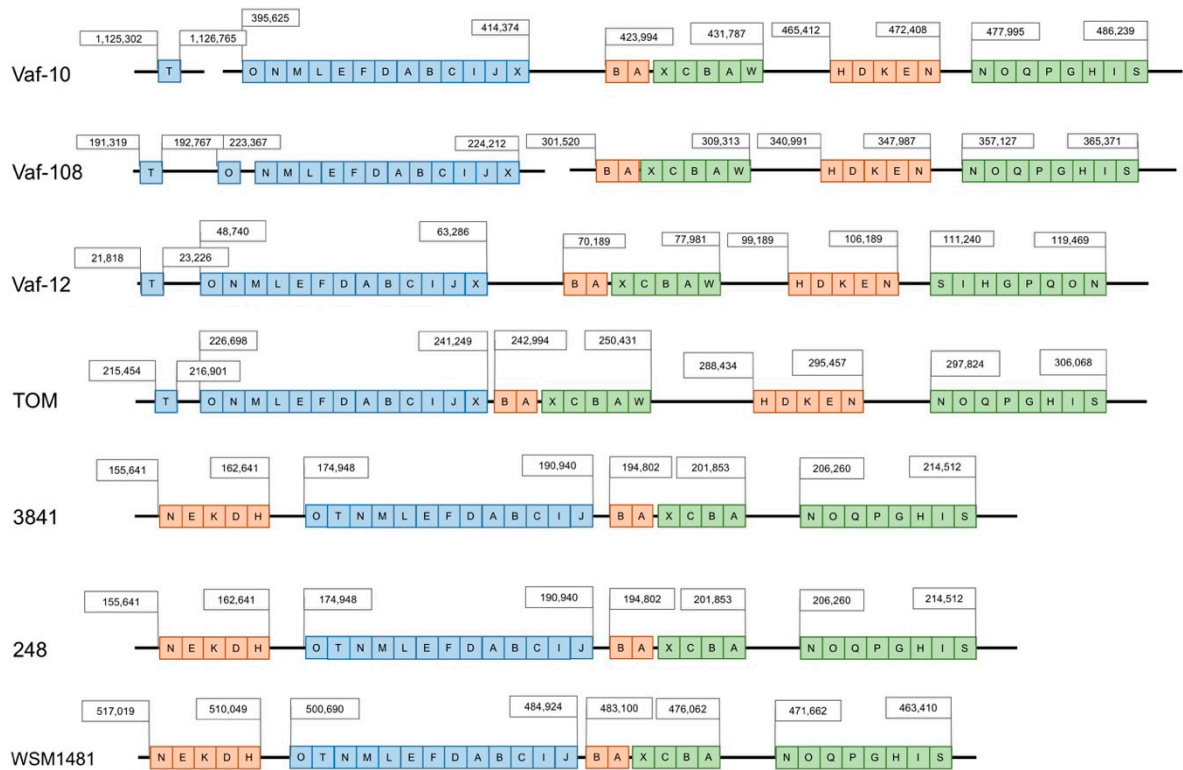 395,625 414,374 423,994 431,787 465,412 472,408 477,995 486,239
1,125,302 1,126,765
Vaf-10 T O N M L E F D A B C I J X B A X C B A W H D K E N N O Q P G H I S
191,319 192,767 223,367 224,212 301,520 309,313 340,991 347,987 357,127 365,371
Vaf-108 T O N M L E F D A B C I J X B A X C B A W H D K E N N O Q P G H I S
48,740 63,286 70,189 77,981 99,189 106,189 111,240 119,469
21,818 23,226
Vaf-12 T O N M L E F D A B C I J X B A X C B A W H D K E N S I H G P Q O N
226,698 241,249 242,994 250,431
215,454 216,901 288,434 295,457 297,824 306,068
TOM T O N M L E F D A B C I J X B A X C B A W H D K E N N O Q P G H I S
155,641 162,641 174,948 190,940 194,802 201,853 206,260 214,512
3841 N E K D H O T N M L E F D A B C I J B A X C B A N O Q P G H I S
155,641 162,641 174,948 190,940 194,802 201,853 206,260 214,512
248 N E K D H O T N M L E F D A B C I J B A X C B A N O Q P G H I S
517,019 510,049 500,690 484,924 483,100 476,062 471,662 463,410
WSM1481 N E K D H O T N M L E F D A B C I J B A X C B A N O Q P G H I S